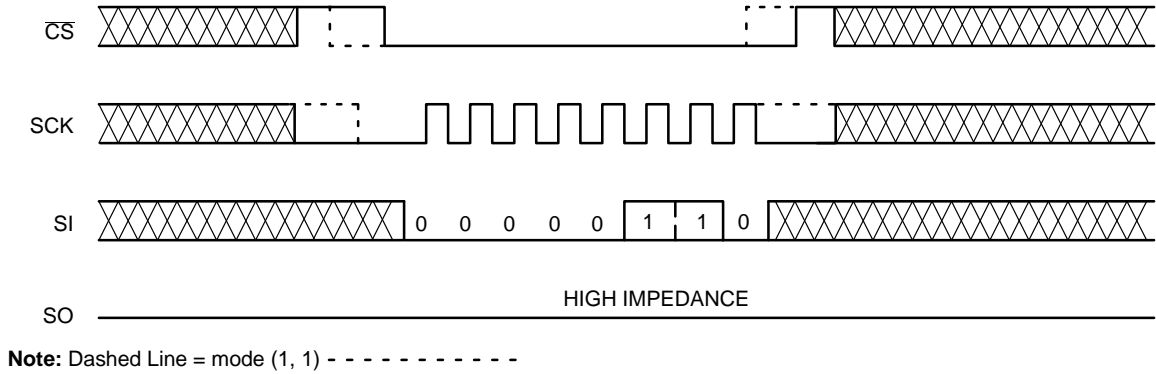 C̅S̅
SCK
SI 0 0 0 0 0 1 1 0
HIGH IMPEDANCE
SO
Note: Dashed Line = mode (1, 1)